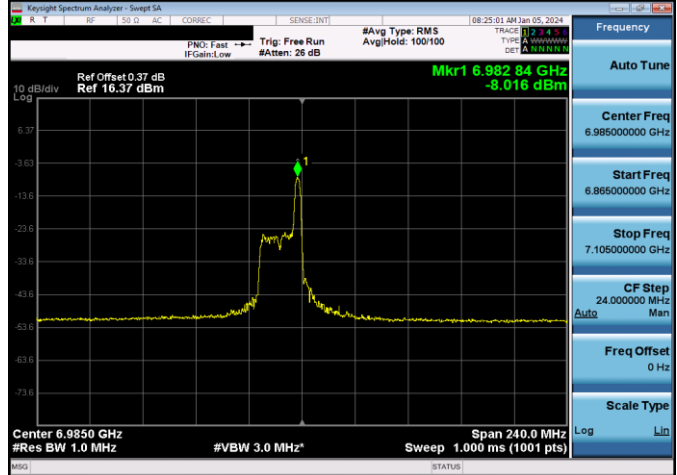 Keysight Spectrum Analyzer - Swept SA
R T RF 50 Ω AC CORREC SENSE:INT 08:25:01 AM Jan 05, 2024
PNO: Fast Trig: Free Run #Avg Type: RMS TRACE 1 2 3 4 5 6
IFGain:Low #Atten: 26 dB Avg|Hold: 100/100 TYPE A WWWWW
DET A N N N N N
Mkr1 6.982 84 GHz
Ref Offset 0.37 dB
10 dB/div Ref 16.37 dBm -8.016 dBm
Log
6.37
1
-3.63
-13.6
-23.6
-33.6
-43.6
-53.6
-63.6
-73.6
Center 6.9850 GHz Span 240.0 MHz
#Res BW 1.0 MHz #VBW 3.0 MHz* Sweep 1.000 ms (1001 pts)
MSG STATUS
Frequency
Auto Tune
Center Freq
6.985000000 GHz
Start Freq
6.865000000 GHz
Stop Freq
7.105000000 GHz
CF Step
24.000000 MHz
Auto Man
Freq Offset
0 Hz
Scale Type
Log Lin